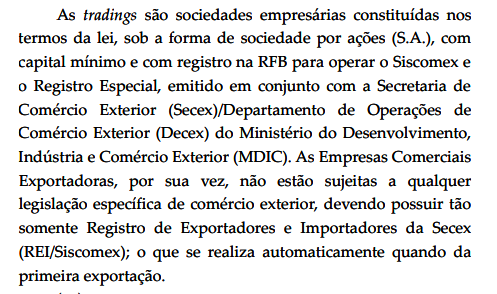 As tradings são sociedades empresárias constituídas nos
termos da lei, sob a forma de sociedade por ações (S.A.), com
capital mínimo e com registro na RFB para operar o Siscomex e
o Registro Especial, emitido em conjunto com a Secretaria de
Comércio Exterior (Secex)/Departamento de Operações de
Comércio Exterior (Decex) do Ministério do Desenvolvimento,
Indústria e Comércio Exterior (MDIC). As Empresas Comerciais
Exportadoras, por sua vez, não estão sujeitas a qualquer
legislação específica de comércio exterior, devendo possuir tão
somente Registro de Exportadores e Importadores da Secex
(REI/Siscomex); o que se realiza automaticamente quando da
primeira exportação.